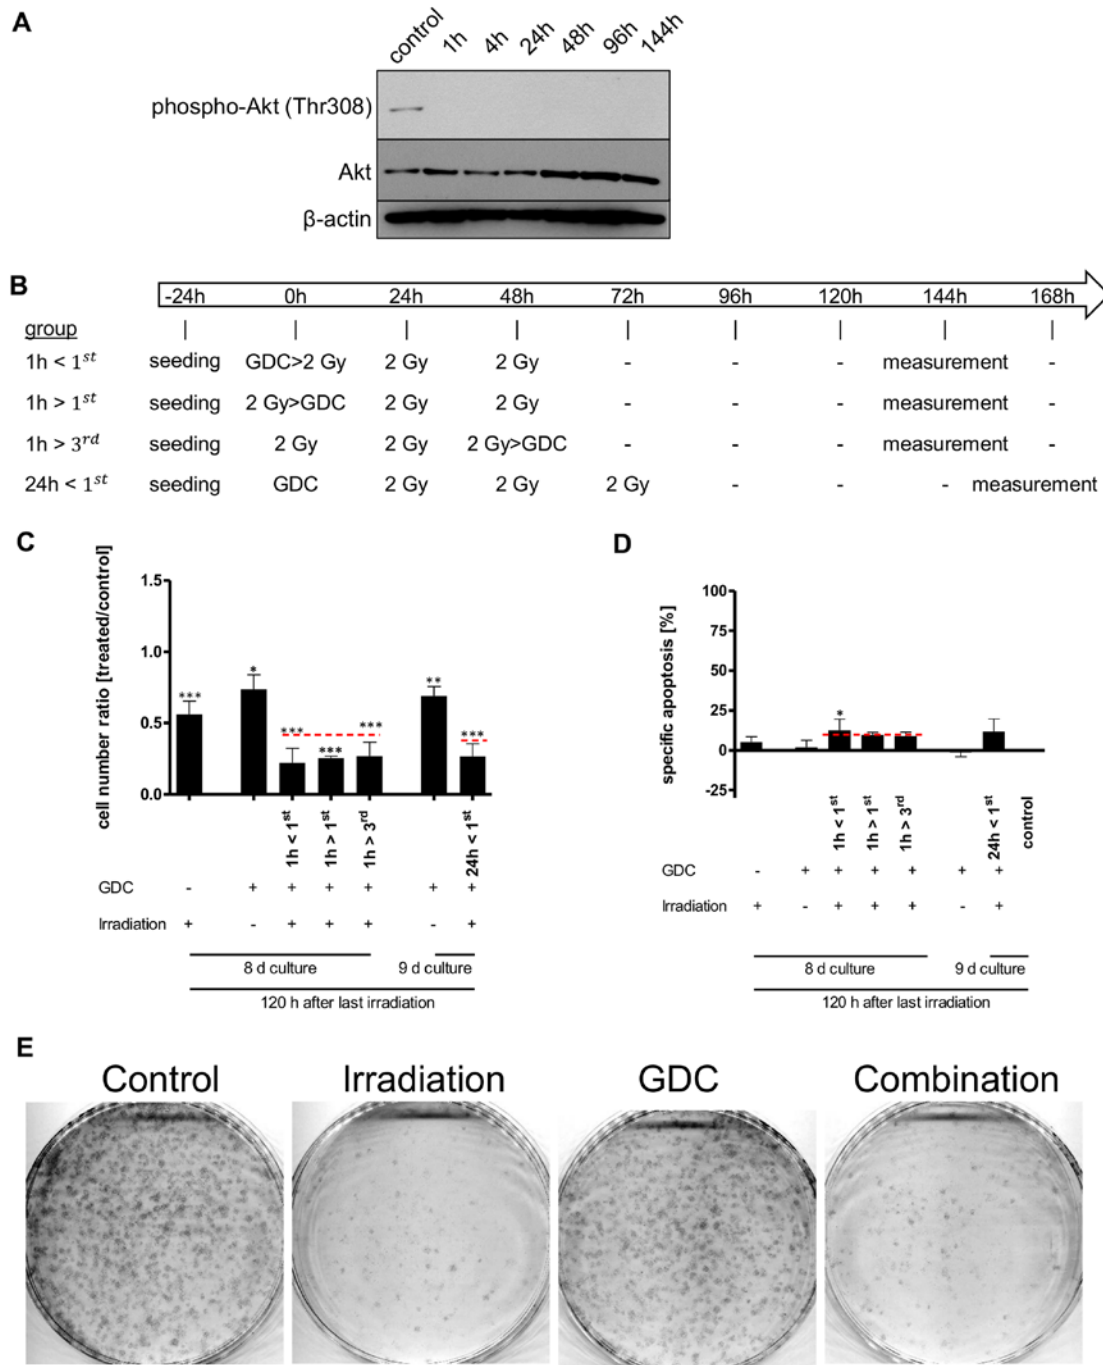 A
control 1h 4h 24h 48h 96h 144h
phospho-Akt (Thr308)
Akt
β-actin
B
-24h 0h 24h 48h 72h 96h 120h 144h 168h
group
1h < 1st seeding GDC>2 Gy 2 Gy 2 Gy - - - measurement -
1h > 1st seeding 2 Gy>GDC 2 Gy 2 Gy - - - measurement -
1h > 3rd seeding 2 Gy 2 Gy 2 Gy>GDC - - - measurement -
24h < 1st seeding GDC 2 Gy 2 Gy 2 Gy - - - measurement
C
cell number ratio [treated/control]
1.5
1.0
0.5
0.0
*** * *** *** *** ** ***
1h < 1st 1h > 1st 1h > 3rd 24h < 1st
GDC - + + + + + +
Irradiation + - + + + - +
8 d culture 9 d culture
120 h after last irradiation
D
specific apoptosis [%]
100
75
50
25
0
-25
*
1h < 1st 1h > 1st 1h > 3rd 24h < 1st control
GDC - + + + + + +
Irradiation + - + + + - +
8 d culture 9 d culture
120 h after last irradiation
E
Control Irradiation GDC Combination